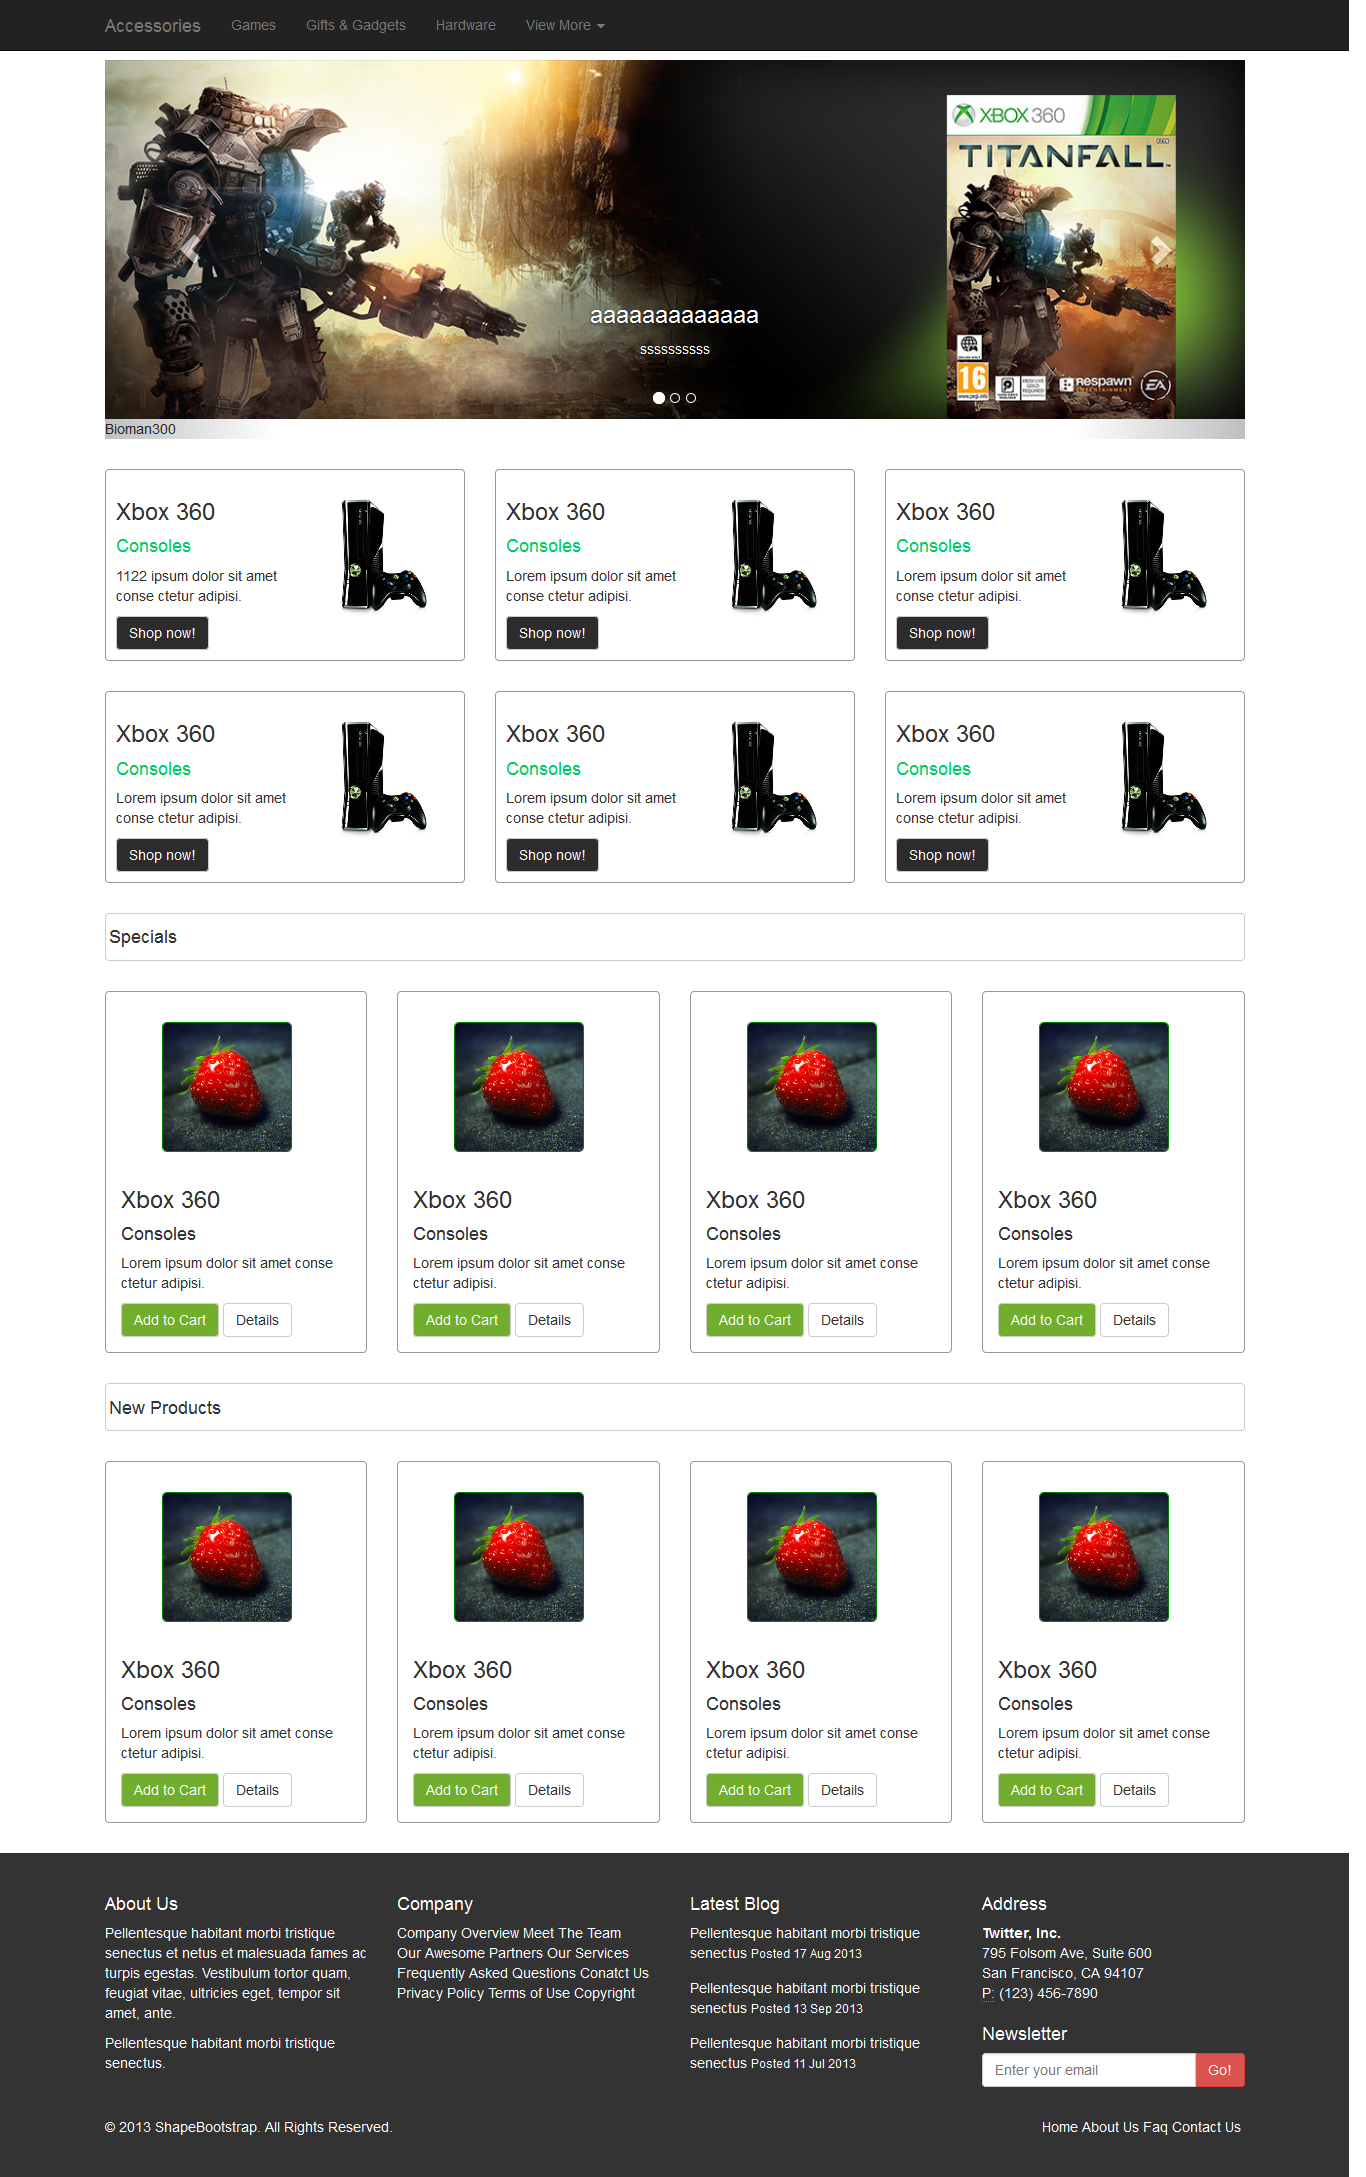 Accessories Games Gifts & Gadgets Hardware View More
XBOX 360
TITANFALL
aaaaaaaaaaaaa
ssssssssss
16
www.pegi.info
Respawn
ENTERTAINMENT
EA
Bioman300
Xbox 360
Consoles
1122 ipsum dolor sit amet
conse ctetur adipisi.
Shop now!
Xbox 360
Consoles
Lorem ipsum dolor sit amet
conse ctetur adipisi.
Shop now!
Xbox 360
Consoles
Lorem ipsum dolor sit amet
conse ctetur adipisi.
Shop now!
Xbox 360
Consoles
Lorem ipsum dolor sit amet
conse ctetur adipisi.
Shop now!
Xbox 360
Consoles
Lorem ipsum dolor sit amet
conse ctetur adipisi.
Shop now!
Xbox 360
Consoles
Lorem ipsum dolor sit amet
conse ctetur adipisi.
Shop now!
Specials
Xbox 360
Consoles
Lorem ipsum dolor sit amet conse
ctetur adipisi.
Add to Cart Details
Xbox 360
Consoles
Lorem ipsum dolor sit amet conse
ctetur adipisi.
Add to Cart Details
Xbox 360
Consoles
Lorem ipsum dolor sit amet conse
ctetur adipisi.
Add to Cart Details
Xbox 360
Consoles
Lorem ipsum dolor sit amet conse
ctetur adipisi.
Add to Cart Details
New Products
Xbox 360
Consoles
Lorem ipsum dolor sit amet conse
ctetur adipisi.
Add to Cart Details
Xbox 360
Consoles
Lorem ipsum dolor sit amet conse
ctetur adipisi.
Add to Cart Details
Xbox 360
Consoles
Lorem ipsum dolor sit amet conse
ctetur adipisi.
Add to Cart Details
Xbox 360
Consoles
Lorem ipsum dolor sit amet conse
ctetur adipisi.
Add to Cart Details
About Us
Pellentesque habitant morbi tristique
senectus et netus et malesuada fames ac
turpis egestas. Vestibulum tortor quam,
feugiat vitae, ultricies eget, tempor sit
amet, ante.
Pellentesque habitant morbi tristique
senectus.
Company
Company Overview Meet The Team
Our Awesome Partners Our Services
Frequently Asked Questions Conatct Us
Privacy Policy Terms of Use Copyright
Latest Blog
Pellentesque habitant morbi tristique
senectus Posted 17 Aug 2013
Pellentesque habitant morbi tristique
senectus Posted 13 Sep 2013
Pellentesque habitant morbi tristique
senectus Posted 11 Jul 2013
Address
Twitter, Inc.
795 Folsom Ave, Suite 600
San Francisco, CA 94107
P: (123) 456-7890
Newsletter
Enter your email Go!
© 2013 ShapeBootstrap. All Rights Reserved.
Home About Us Faq Contact Us